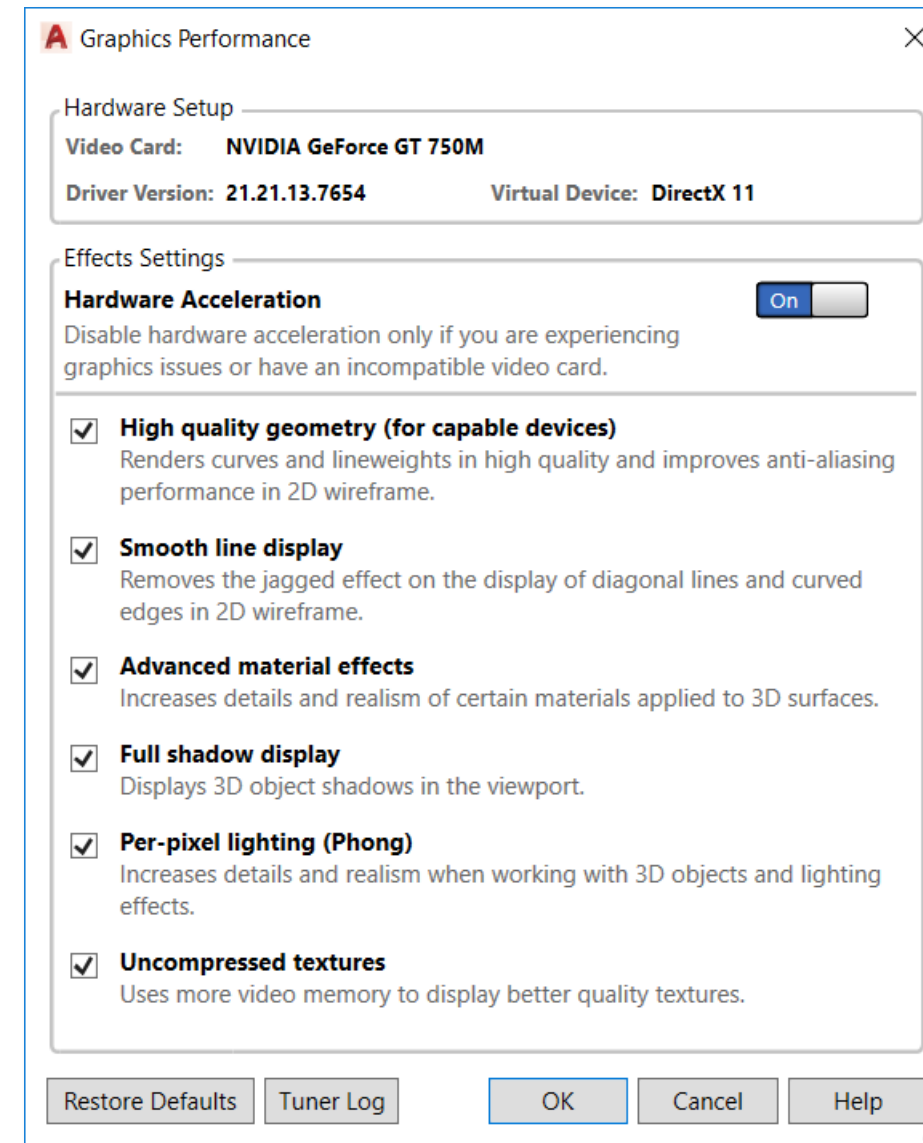 Graphics Performance
Hardware Setup
Video Card: NVIDIA GeForce GT 750M
Driver Version: 21.21.13.7654 Virtual Device: DirectX 11
Effects Settings
Hardware Acceleration On
Disable hardware acceleration only if you are experiencing
graphics issues or have an incompatible video card.
High quality geometry (for capable devices)
Renders curves and lineweights in high quality and improves anti-aliasing
performance in 2D wireframe.
Smooth line display
Removes the jagged effect on the display of diagonal lines and curved
edges in 2D wireframe.
Advanced material effects
Increases details and realism of certain materials applied to 3D surfaces.
Full shadow display
Displays 3D object shadows in the viewport.
Per-pixel lighting (Phong)
Increases details and realism when working with 3D objects and lighting
effects.
Uncompressed textures
Uses more video memory to display better quality textures.
Restore Defaults Tuner Log OK Cancel Help